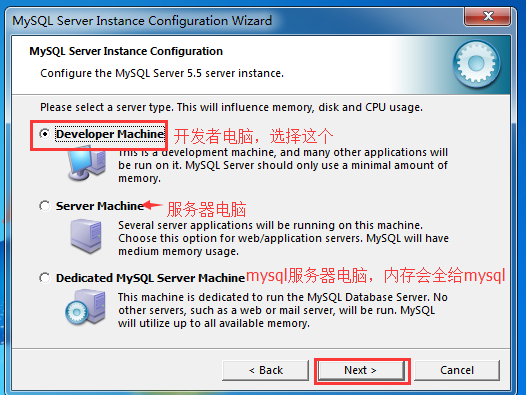 MySQL Server Instance Configuration Wizard
MySQL Server Instance Configuration
Configure the MySQL Server 5.5 server instance.
Please select a server type. This will influence memory, disk and CPU usage.
Developer Machine 开发者电脑，选择这个
This is a development machine, and many other applications will
be run on it. MySQL Server should only use a minimal amount of
memory.
Server Machine 服务器电脑
Several server applications will be running on this machine.
Choose this option for web/application servers. MySQL will have
medium memory usage.
Dedicated MySQL Server Machine mysql服务器电脑，内存会全给mysql
This machine is dedicated to run the MySQL Database Server. No
other servers, such as a web or mail server, will be run. MySQL
will utilize up to all available memory.
< Back Next > Cancel